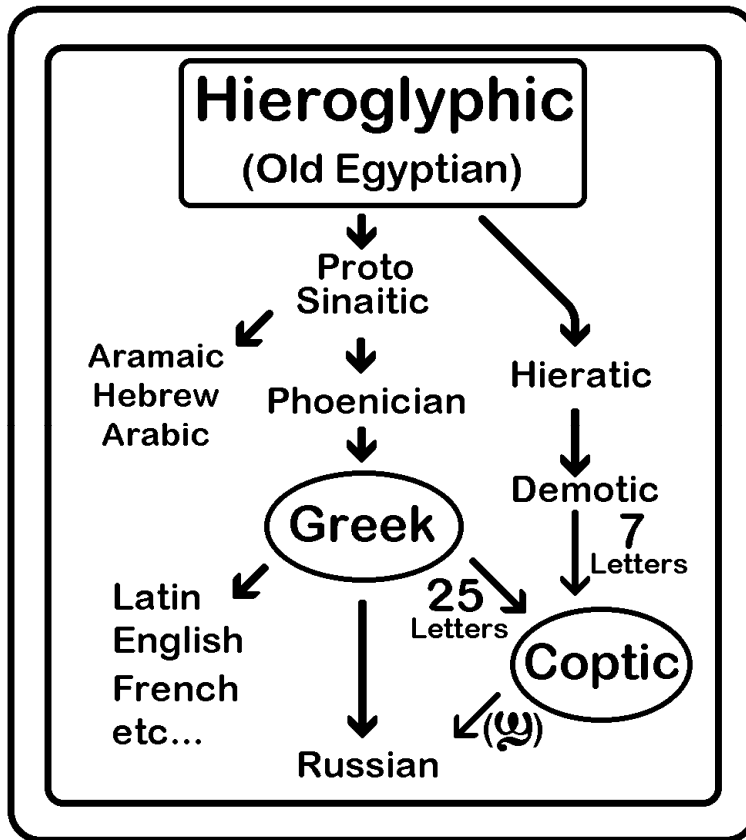 Hieroglyphic
(Old Egyptian)
Proto
Sinaitic
Aramaic
Hebrew
Arabic
Phoenician
Hieratic
Demotic
7
Letters
Greek
25
Letters
Latin
English
French
etc...
Coptic
(Ϣ)
Russian